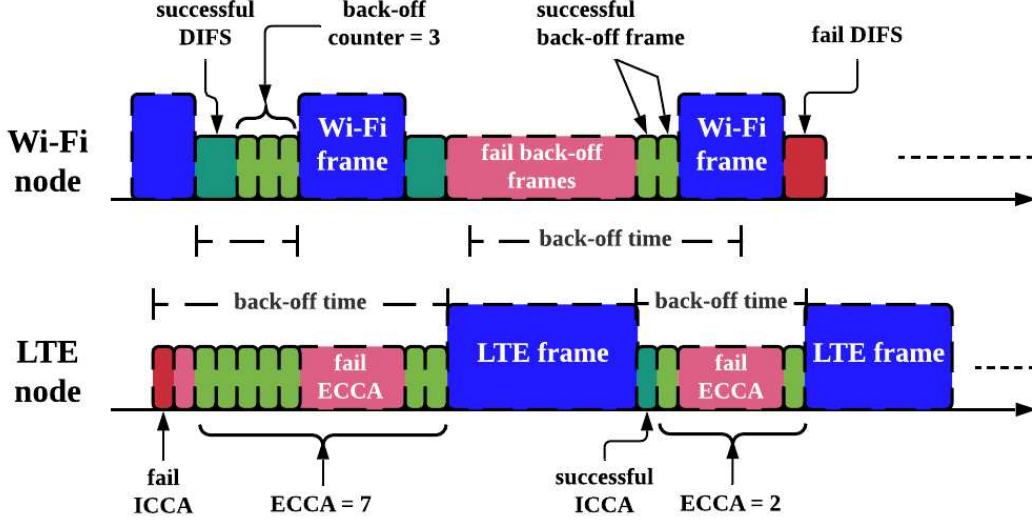 successful
DIFS
back-off
counter = 3
successful
back-off frame
fail DIFS
Wi-Fi
node
Wi-Fi
frame
fail back-off
frames
Wi-Fi
frame
back-off time
back-off time
back-off time
LTE
node
fail
ECCA
LTE frame
fail
ECCA
LTE frame
fail
ICCA
ECCA = 7
successful
ICCA
ECCA = 2